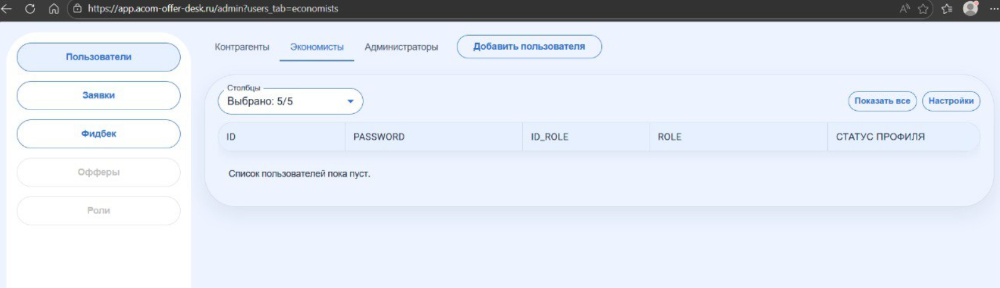 https://app.acom-offer-desk.ru/admin?users_tab=economists
Пользователи
Заявки
Фидбек
Офферы
Роли
Контрагенты Экономисты Администраторы Добавить пользователя
Столбцы
Выбрано: 5/5
Показать все Настройки
ID PASSWORD ID_ROLE ROLE СТАТУС ПРОФИЛЯ
Список пользователей пока пуст.